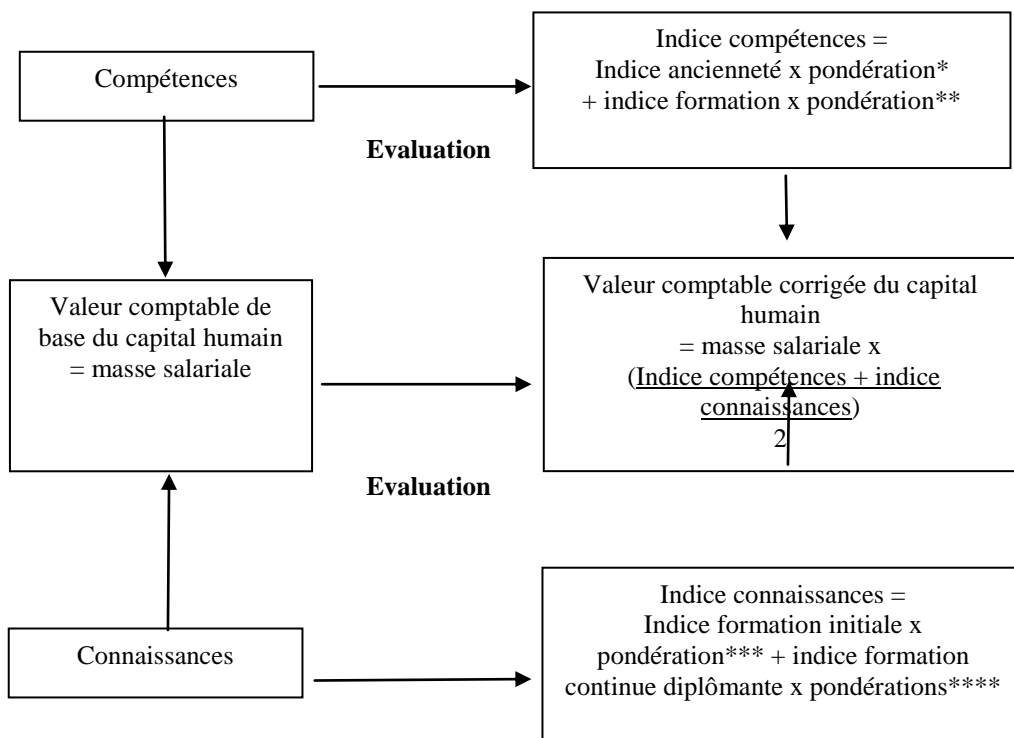 Compétences
Indice compétences =
Indice ancienneté x pondération*
+ indice formation x pondération**
Evaluation
Valeur comptable de
base du capital humain
= masse salariale
Valeur comptable corrigée du capital
humain
= masse salariale x
(Indice compétences + indice
connaissances)
2
Evaluation
Connaissances
Indice connaissances =
Indice formation initiale x
pondération*** + indice formation
continue diplômante x pondérations****